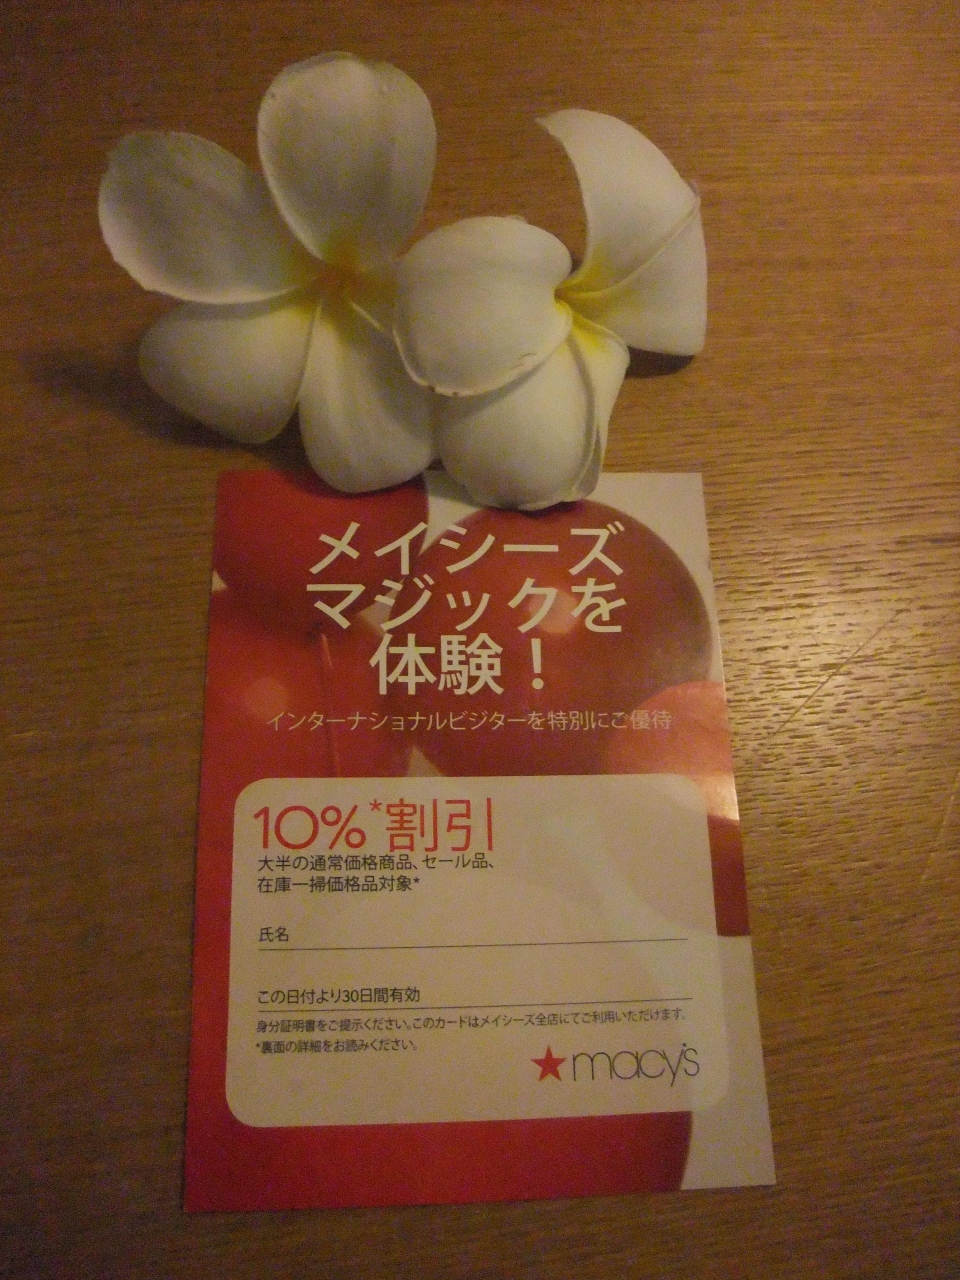 メイシーズ
マジックを
体験！
インターナショナルビジターを特別にご優待
10%*割引
大半の通常価格商品、セール品、
在庫一掃価格品対象*
氏名
この日付より30日間有効
身分証明書をご提示ください。このカードはメイシーズ全店にてご利用いただけます。
*裏面の詳細をお読みください。
★macy's